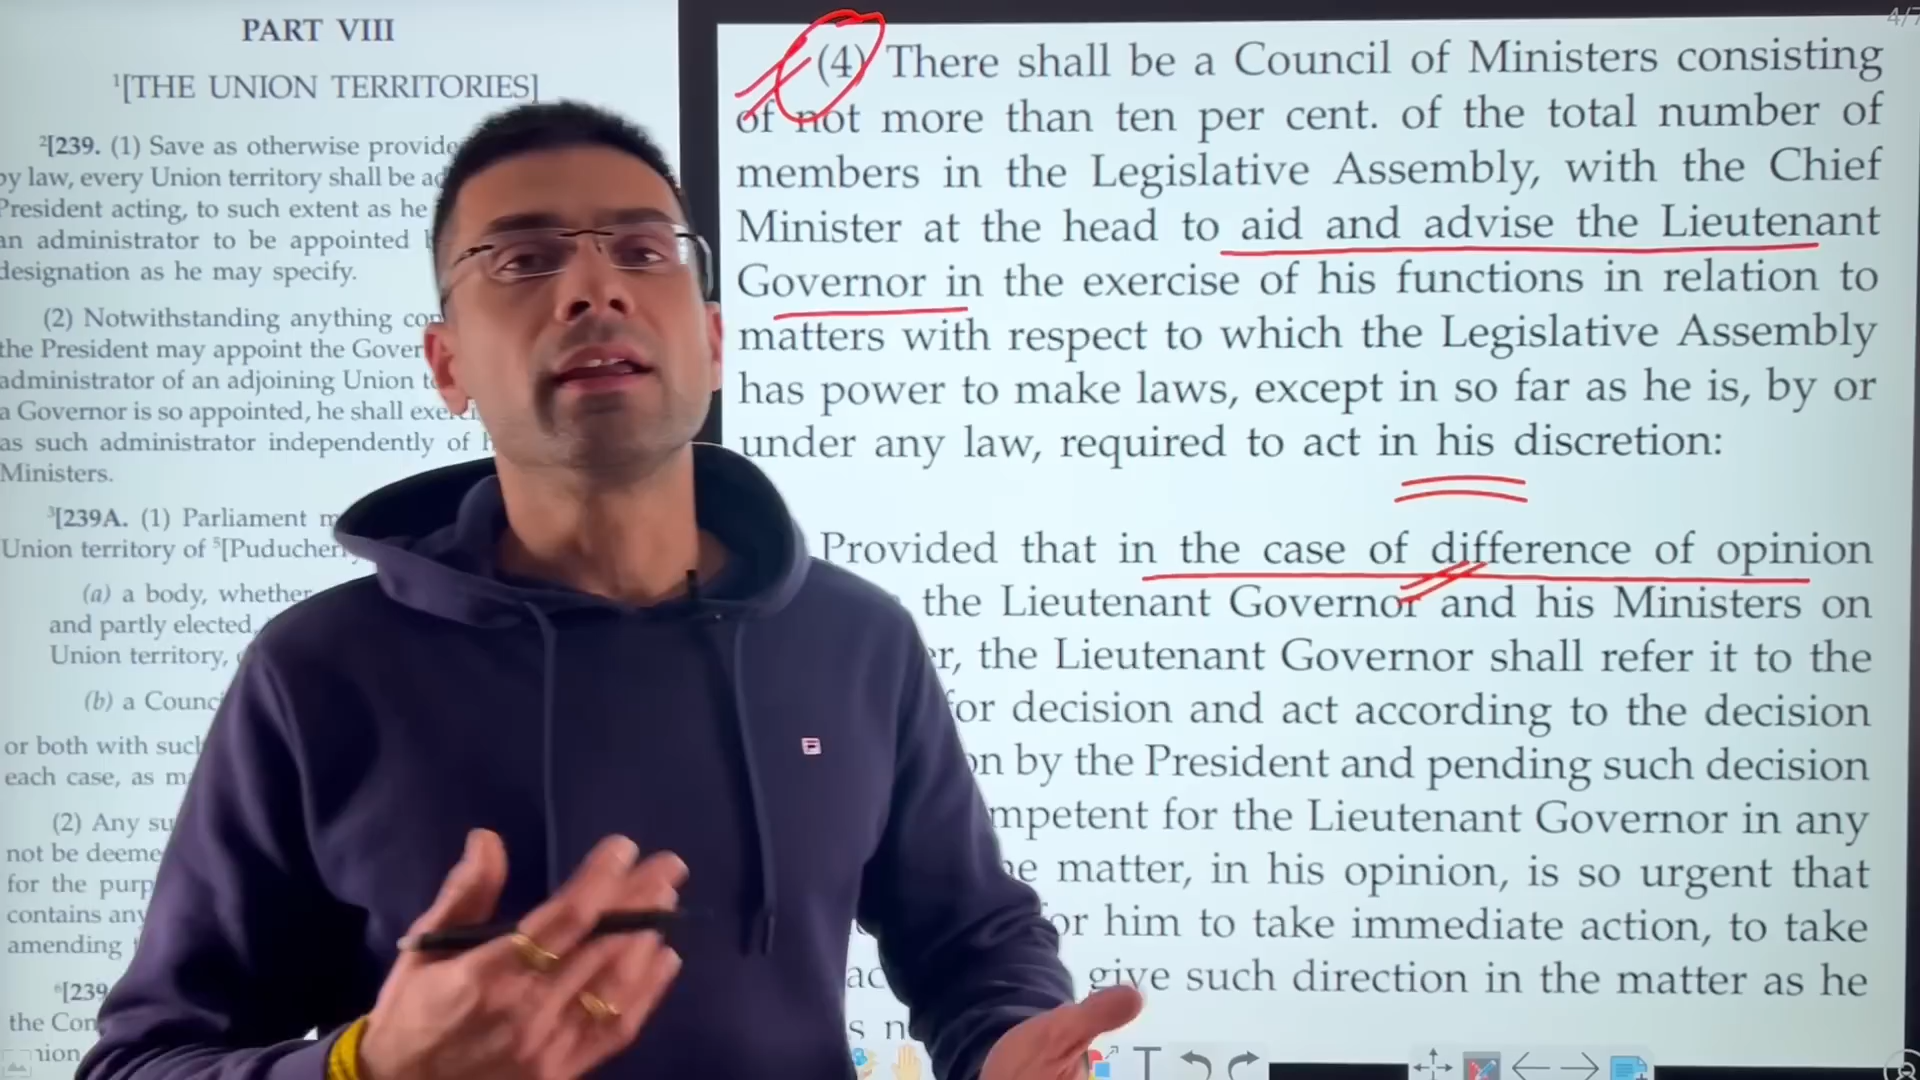 PART VIII
¹[THE UNION TERRITORIES]
²[239. (1) Save as otherwise
by law, every Union territory shall be
President acting, to such extent as he
an administrator to be appointed
designation as he may specify.
(2) Notwithstanding anything
the President may appoint the
administrator of an adjoining Union
a Governor is so appointed, he shall
as such administrator independently of
Ministers.
³[239A. (1) Parliament
Union territory of ⁵[
(a) a body, whether
and partly elected,
Union territory,
(b) a
or both with such
each case, as
(2) Any
not be
for the
contains
amending
⁶[239
the
(4) There shall be a Council of Ministers consisting
of not more than ten per cent. of the total number of
members in the Legislative Assembly, with the Chief
Minister at the head to aid and advise the Lieutenant
Governor in the exercise of his functions in relation to
matters with respect to which the Legislative Assembly
has power to make laws, except in so far as he is, by or
under any law, required to act in his discretion:
Provided that in the case of difference of opinion
the Lieutenant Governor and his Ministers on
the Lieutenant Governor shall refer it to the
for decision and act according to the decision
by the President and pending such decision
for the Lieutenant Governor in any
matter, in his opinion, is so urgent that
for him to take immediate action, to take
give such direction in the matter as he
4/7
T